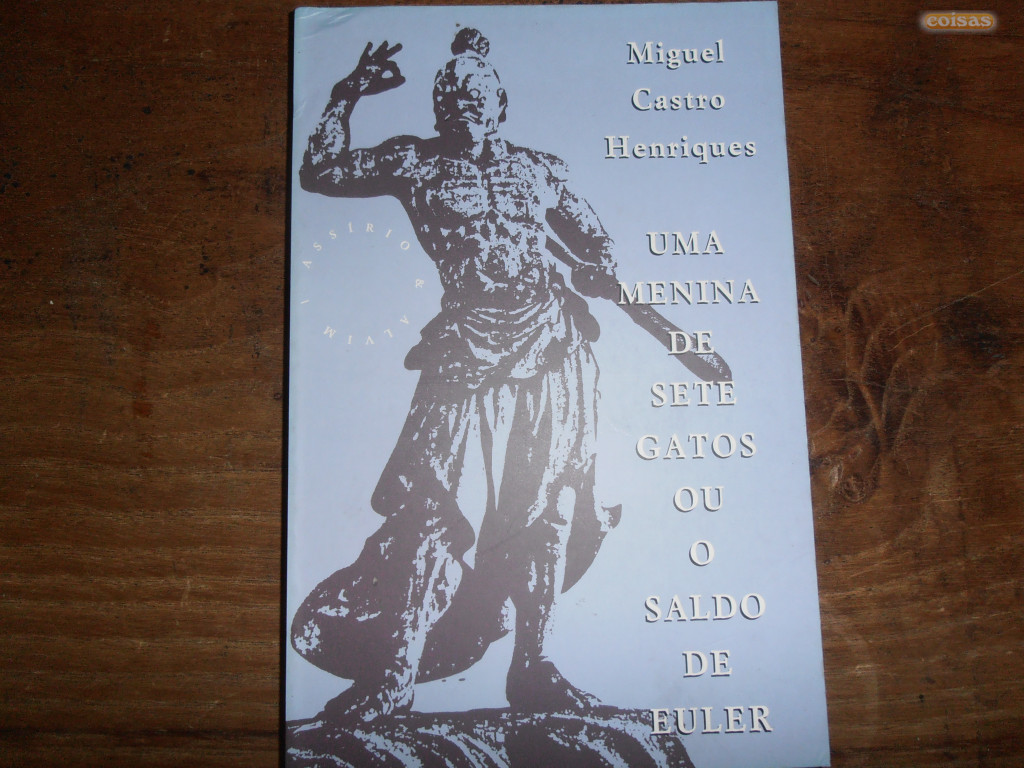 coisas
Miguel
Castro
Henriques
ASSÍRIO & ALVIM
UMA
MENINA
DE
SETE
GATOS
OU
O
SALDO
DE
EULER